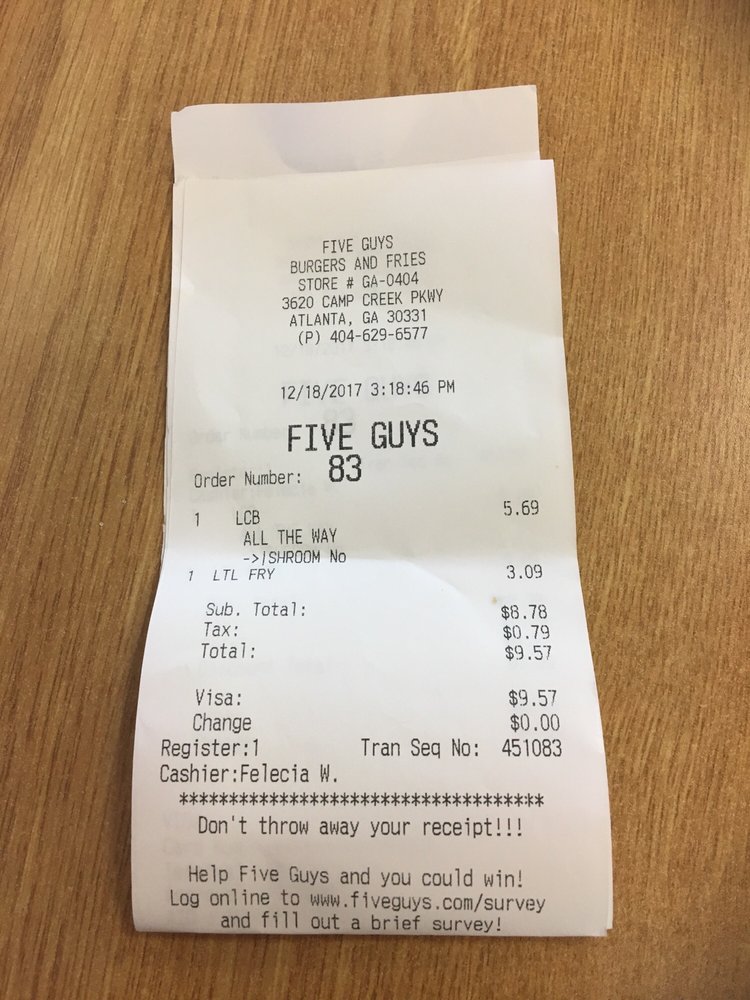 FIVE GUYS
BURGERS AND FRIES
STORE # GA-0404
3620 CAMP CREEK PKWY
ATLANTA, GA 30331
(P) 404-629-6577
12/18/2017 3:18:46 PM
FIVE GUYS
Order Number: 83
1 LCB 5.69
ALL THE WAY
->|SHROOM No
1 LTL FRY 3.09
Sub. Total: $8.78
Tax: $0.79
Total: $9.57
Visa: $9.57
Change $0.00
Register:1 Tran Seq No: 451083
Cashier:Felecia W.
*************************************
Don't throw away your receipt!!!
Help Five Guys and you could win!
Log online to www.fiveguys.com/survey
and fill out a brief survey!